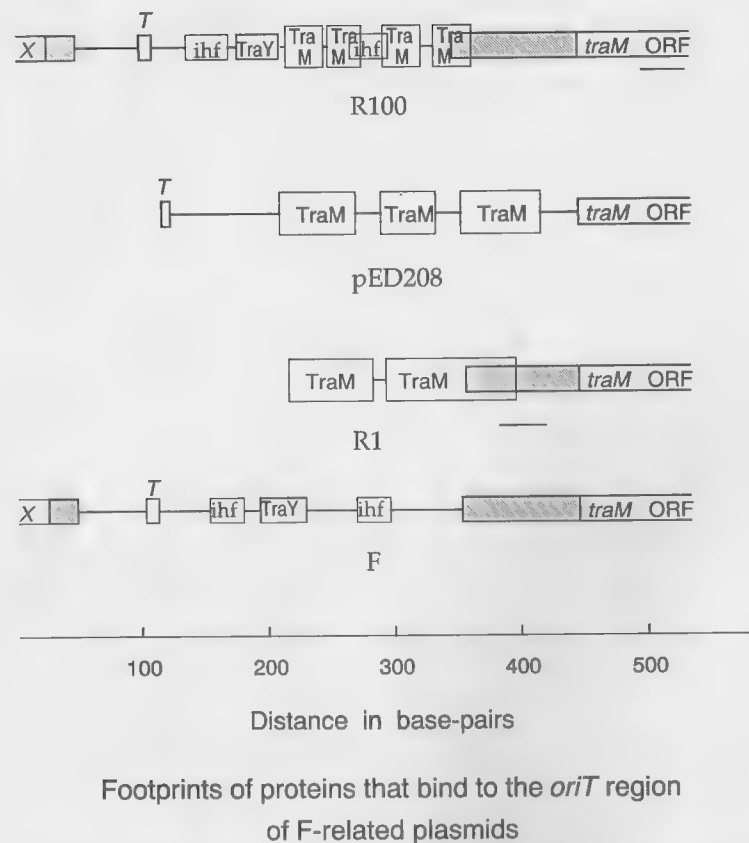 T
X ihf TraY Tra M Tra M ihf Tra M Tra M traM ORF
R100
T
TraM TraM TraM traM ORF
pED208
TraM TraM traM ORF
R1
T
X ihf TraY ihf traM ORF
F
100 200 300 400 500
Distance in base-pairs
Footprints of proteins that bind to the oriT region
of F-related plasmids